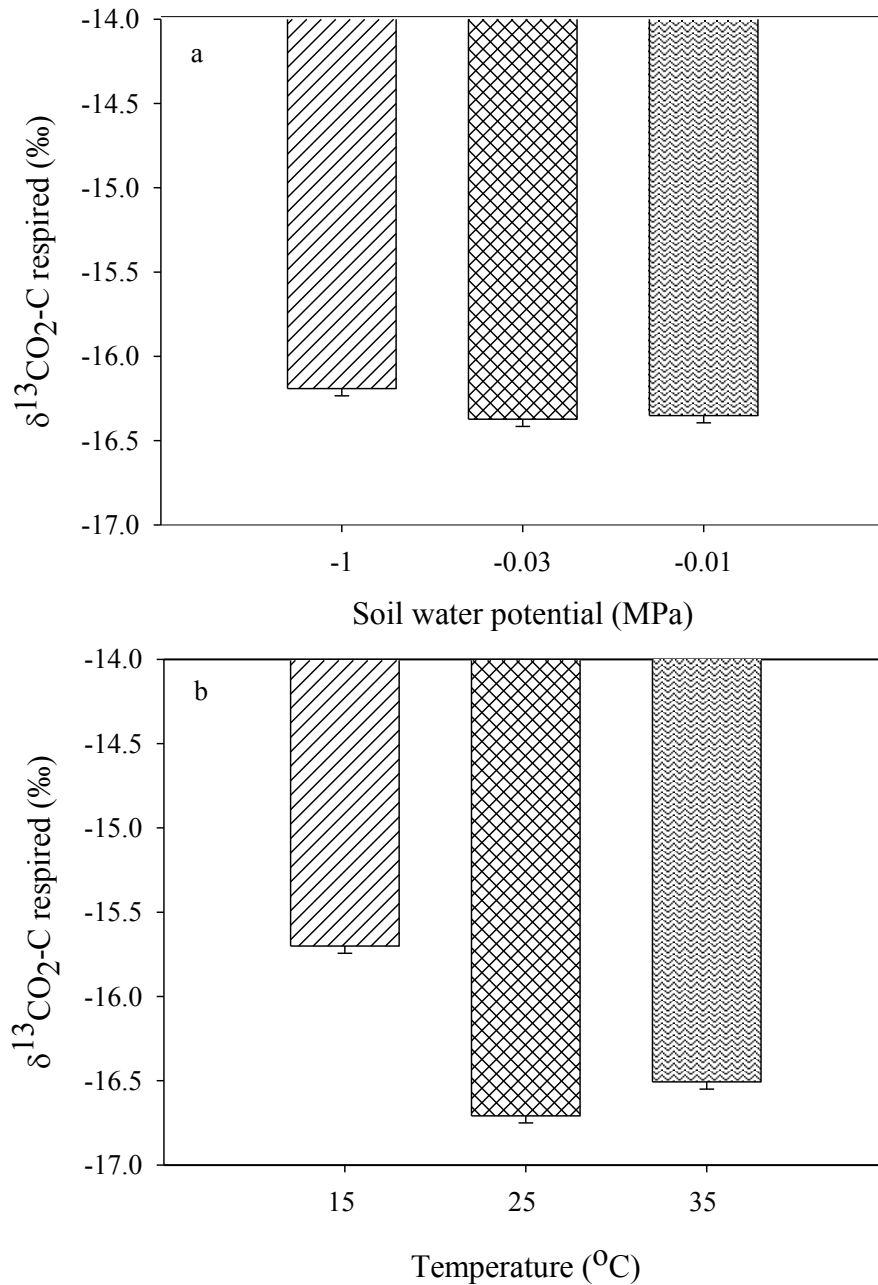 a
δ13CO2-C respired (‰)
-14.0
-14.5
-15.0
-15.5
-16.0
-16.5
-17.0
-1 -0.03 -0.01
Soil water potential (MPa)
b
δ13CO2-C respired (‰)
-14.0
-14.5
-15.0
-15.5
-16.0
-16.5
-17.0
15 25 35
Temperature (oC)